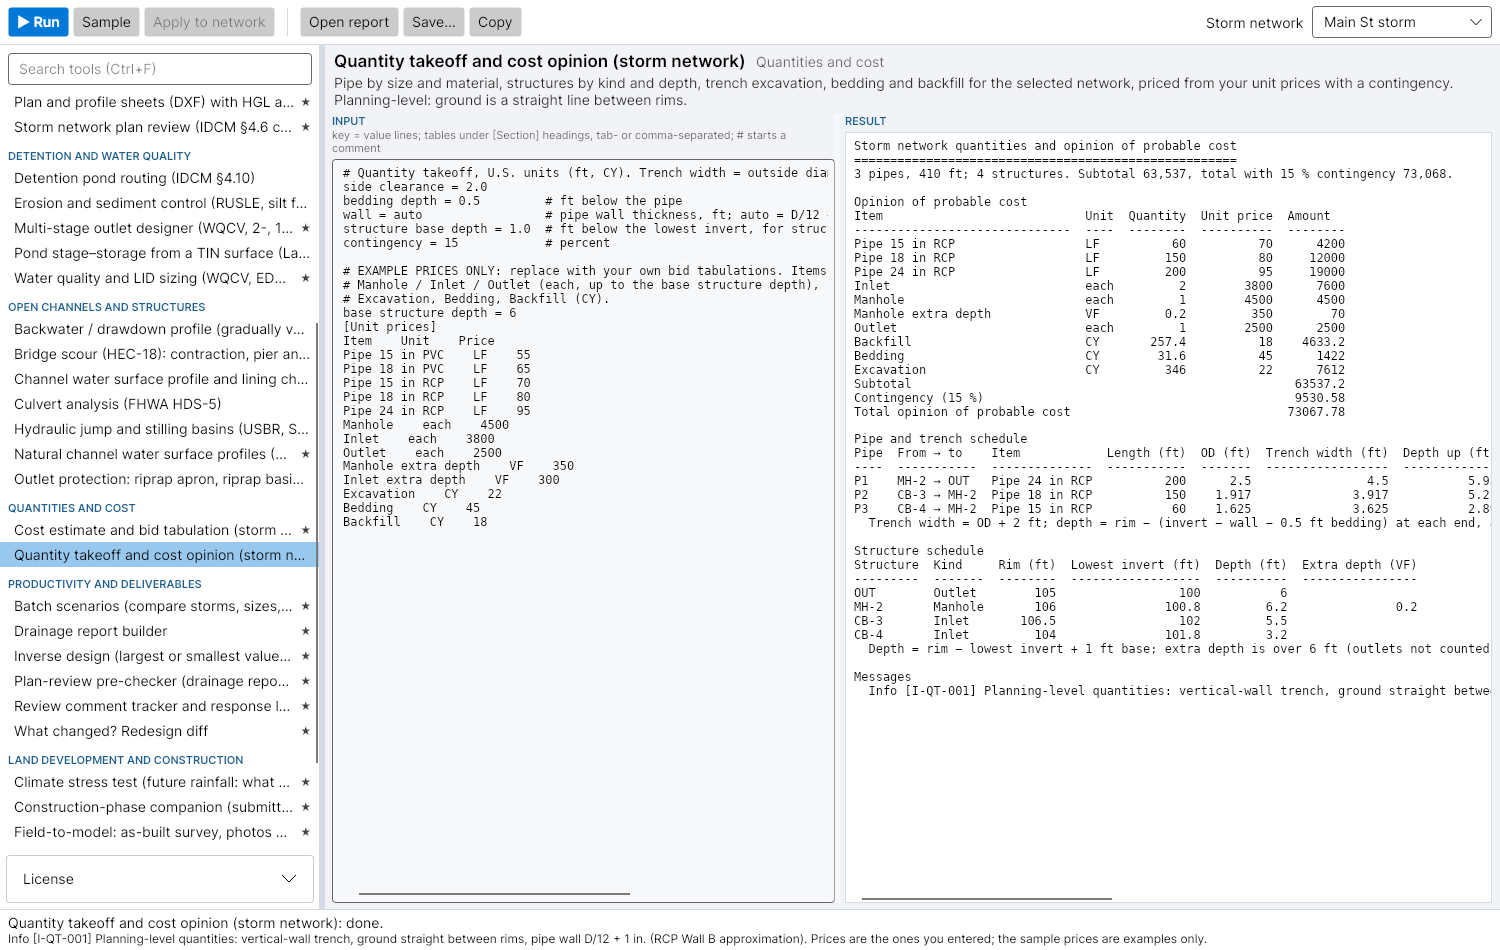 Run
Sample
Apply to network
Open report
Save...
Copy
Storm network
Main St storm
Search tools (Ctrl+F)
Plan and profile sheets (DXF) with HGL a... ★
Storm network plan review (IDCM §4.6 c... ★
DETENTION AND WATER QUALITY
Detention pond routing (IDCM §4.10)
Erosion and sediment control (RUSLE, silt f...
Multi-stage outlet designer (WQCV, 2-, 1... ★
Pond stage–storage from a TIN surface (La...
Water quality and LID sizing (WQCV, ED... ★
OPEN CHANNELS AND STRUCTURES
Backwater / drawdown profile (gradually v...
Bridge scour (HEC-18): contraction, pier an...
Channel water surface profile and lining ch...
Culvert analysis (FHWA HDS-5)
Hydraulic jump and stilling basins (USBR, S...
Natural channel water surface profiles (... ★
Outlet protection: riprap apron, riprap basi...
QUANTITIES AND COST
Cost estimate and bid tabulation (storm ... ★
Quantity takeoff and cost opinion (storm n...
PRODUCTIVITY AND DELIVERABLES
Batch scenarios (compare storms, sizes,... ★
Drainage report builder ★
Inverse design (largest or smallest value... ★
Plan-review pre-checker (drainage repo... ★
Review comment tracker and response l... ★
What changed? Redesign diff ★
LAND DEVELOPMENT AND CONSTRUCTION
Climate stress test (future rainfall: what ... ★
Construction-phase companion (submitt... ★
Field-to-model: as-built survey, photos ... ★
License
Quantity takeoff and cost opinion (storm network) Quantities and cost
Pipe by size and material, structures by kind and depth, trench excavation, bedding and backfill for the selected network, priced from your unit prices with a contingency.
Planning-level: ground is a straight line between rims.
INPUT
key = value lines; tables under [Section] headings, tab- or comma-separated; # starts a
comment
# Quantity takeoff, U.S. units (ft, CY). Trench width = outside dia
side clearance = 2.0
bedding depth = 0.5 # ft below the pipe
wall = auto # pipe wall thickness, ft; auto = D/12
structure base depth = 1.0 # ft below the lowest invert, for struc
contingency = 15 # percent
# EXAMPLE PRICES ONLY: replace with your own bid tabulations. Items
# Manhole / Inlet / Outlet (each, up to the base structure depth),
# Excavation, Bedding, Backfill (CY).
base structure depth = 6
[Unit prices]
Item Unit Price
Pipe 15 in PVC LF 55
Pipe 18 in PVC LF 65
Pipe 15 in RCP LF 70
Pipe 18 in RCP LF 80
Pipe 24 in RCP LF 95
Manhole each 4500
Inlet each 3800
Outlet each 2500
Manhole extra depth VF 350
Inlet extra depth VF 300
Excavation CY 22
Bedding CY 45
Backfill CY 18
RESULT
Storm network quantities and opinion of probable cost
=====================================================
3 pipes, 410 ft; 4 structures. Subtotal 63,537, total with 15 % contingency 73,068.
Opinion of probable cost
Item Unit Quantity Unit price Amount
------------------------------ ---- -------- ---------- --------
Pipe 15 in RCP LF 60 70 4200
Pipe 18 in RCP LF 150 80 12000
Pipe 24 in RCP LF 200 95 19000
Inlet each 2 3800 7600
Manhole each 1 4500 4500
Manhole extra depth VF 0.2 350 70
Outlet each 1 2500 2500
Backfill CY 257.4 18 4633.2
Bedding CY 31.6 45 1422
Excavation CY 346 22 7612
Subtotal 63537.2
Contingency (15 %) 9530.58
Total opinion of probable cost 73067.78
Pipe and trench schedule
Pipe From → to Item Length (ft) OD (ft) Trench width (ft) Depth up (ft
---- ----------- -------------- ----------- ------- ----------------- ------------
P1 MH-2 → OUT Pipe 24 in RCP 200 2.5 4.5 5.9
P2 CB-3 → MH-2 Pipe 18 in RCP 150 1.917 3.917 5.2
P3 CB-4 → MH-2 Pipe 15 in RCP 60 1.625 3.625 2.8
Trench width = OD + 2 ft; depth = rim − (invert − wall − 0.5 ft bedding) at each end,
Structure schedule
Structure Kind Rim (ft) Lowest invert (ft) Depth (ft) Extra depth (VF)
--------- ------- -------- ------------------ ---------- ----------------
OUT Outlet 105 100 6
MH-2 Manhole 106 100.8 6.2 0.2
CB-3 Inlet 106.5 102 5.5
CB-4 Inlet 104 101.8 3.2
Depth = rim − lowest invert + 1 ft base; extra depth is over 6 ft (outlets not counted
Messages
Info [I-QT-001] Planning-level quantities: vertical-wall trench, ground straight betwe
Quantity takeoff and cost opinion (storm network): done.
Info [I-QT-001] Planning-level quantities: vertical-wall trench, ground straight between rims, pipe wall D/12 + 1 in. (RCP Wall B approximation). Prices are the ones you entered; the sample prices are examples only.